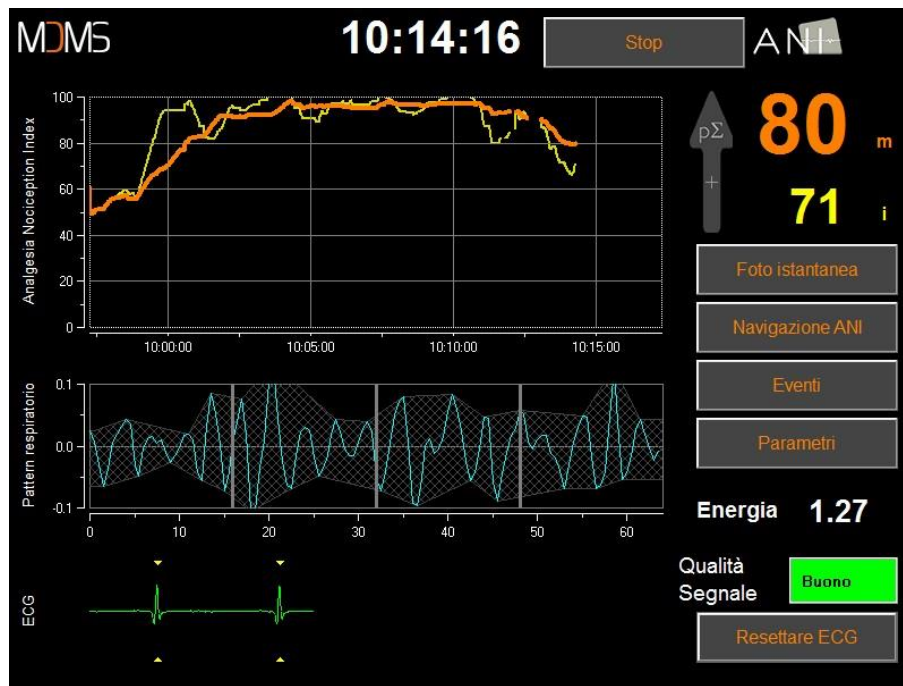 MDMS
10:14:16
Stop
ANI
Analgesia Nociception Index
100
80
60
40
20
0
10:00:00
10:05:00
10:10:00
10:15:00
pΣ
+
80 m
71 i
Foto istantanea
Navigazione ANI
Eventi
Parametri
Pattern respiratorio
0.1
0.0
-0.1
0
10
20
30
40
50
60
Energia 1.27
ECG
Qualità
Segnale
Buono
Resettare ECG